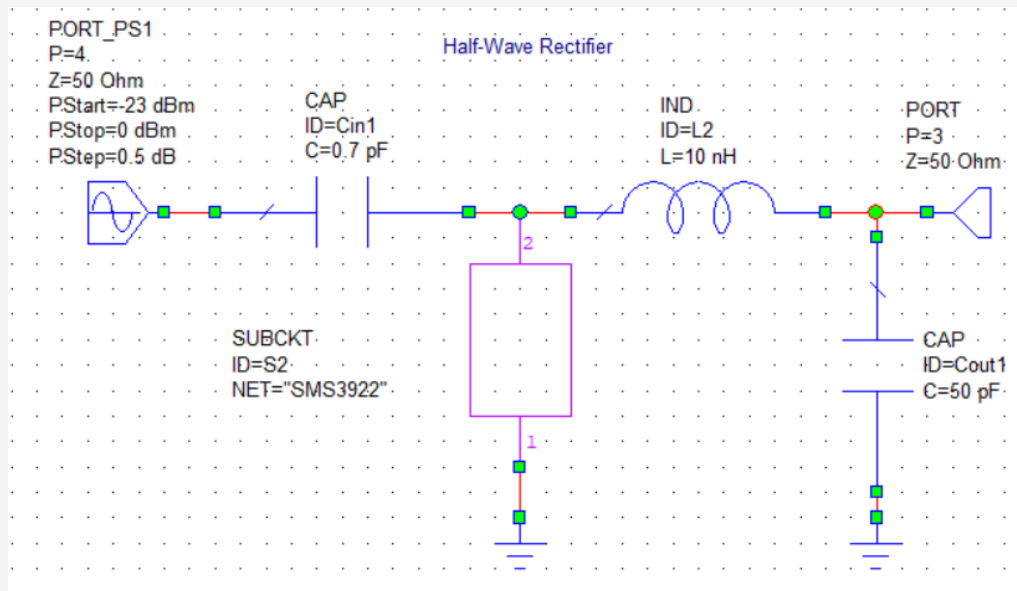 PORT_PS1
P=4
Z=50 Ohm
PStart=-23 dBm
PStop=0 dBm
PStep=0.5 dB
Half-Wave Rectifier
CAP
ID=Cin1
C=0.7 pF
IND
ID=L2
L=10 nH
PORT
P=3
Z=50 Ohm
2
SUBCKT
ID=S2
NET="SMS3922"
1
CAP
ID=Cout1
C=50 pF